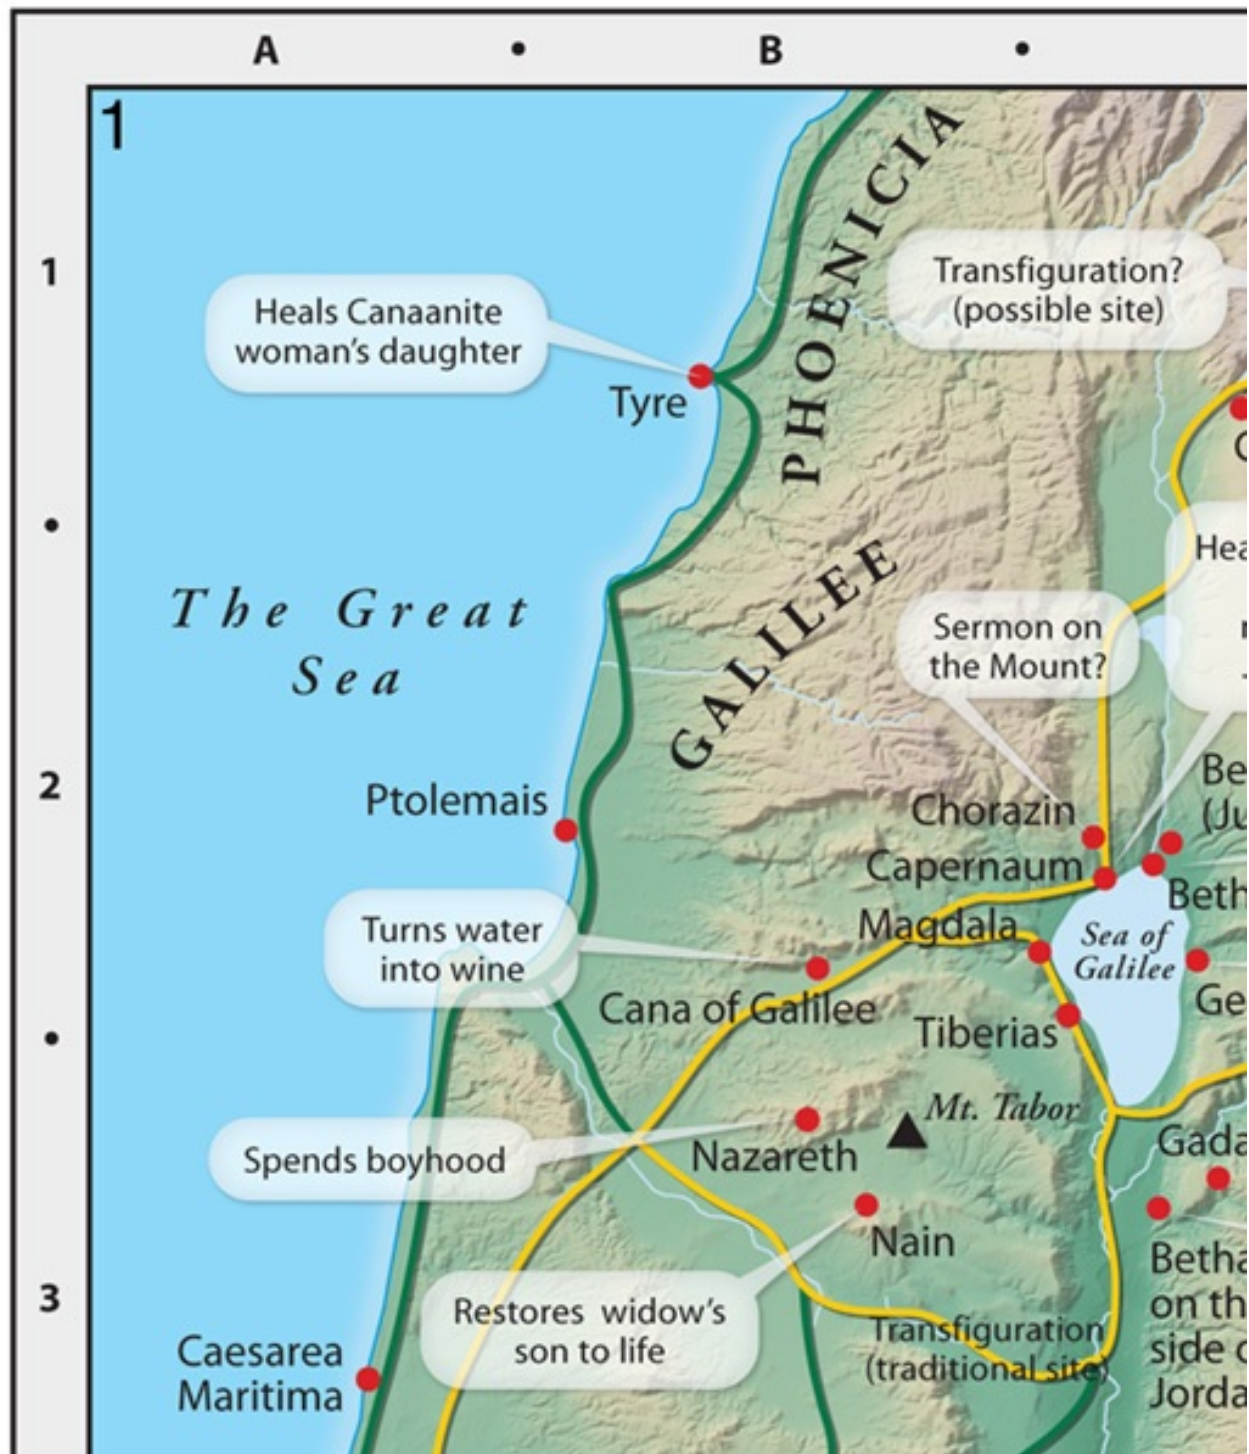 A • B •
1
1
PHOENICIA
Transfiguration?
(possible site)
Heals Canaanite
woman's daughter
Tyre
•
GALILEE
The Great
Sea
Sermon on
the Mount?
2
Ptolemais
Chorazin
Capernaum
Magdala
Sea of
Galilee
Turns water
into wine
Cana of Galilee
Tiberias
•
Mt. Tabor
Spends boyhood
Nazareth
Nain
3
Restores widow's
son to life
Transfiguration
(traditional site)
Caesarea
Maritima
on
side